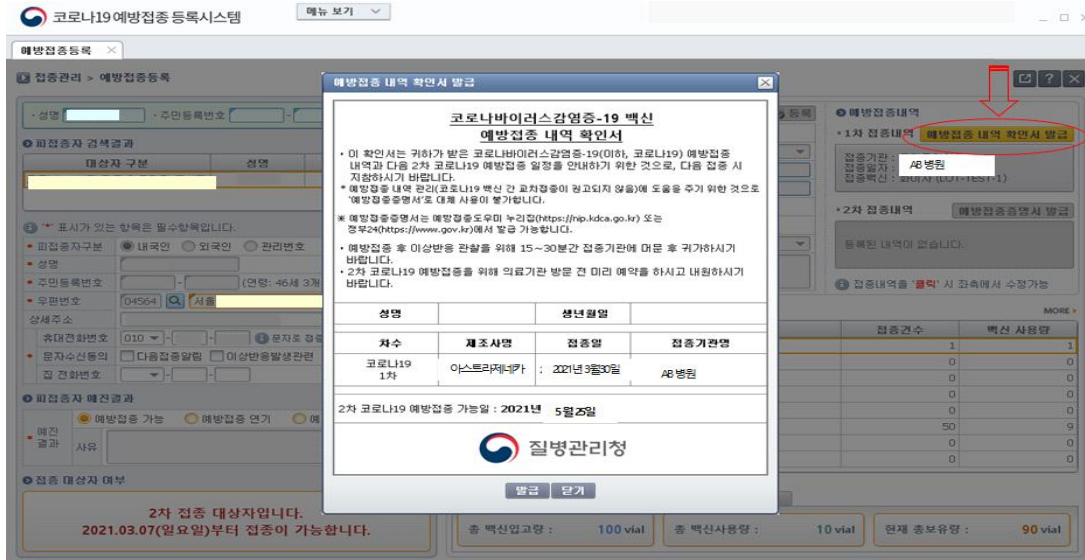 코로나19 예방접종 등록시스템
메뉴 보기
예방접종등록
접종관리 > 예방접종등록
· 성명
· 주민등록번호
-
등록
피접종자 검색결과
대상자 구분
성명
"*" 표시가 있는 항목은 필수항목입니다.
피접종자구분 내국인 외국인 관리번호
성명
주민등록번호 - (연령: 46세 3개
우편번호 04564 서울
상세주소
휴대전화번호 010 - - 문자로 접종
문자수신동의 다음접종알림 이상반응발생관련
집 전화번호 - -
피접종자 예진결과
예진결과
예방접종 가능 예방접종 연기 예
사유
접종 대상자 여부
2차 접종 대상자입니다.
2021.03.07(일요일)부터 접종이 가능합니다.
예방접종 내역 확인서 발급
코로나바이러스감염증-19 백신
예방접종 내역 확인서
· 이 확인서는 귀하가 받은 코로나바이러스감염증-19(이하, 코로나19) 예방접종
내역과 다음 2차 코로나19 예방접종 일정을 안내하기 위한 것으로, 다음 접종 시
지참하시기 바랍니다.
* 예방접종 내역 관리(코로나19 백신 간 교차접종이 권고되지 않음)에 도움을 주기 위한 것으로
'예방접종증명서'로 대체 사용이 불가합니다.
※ 예방접종증명서는 예방접종도우미 누리집(https://nip.kdca.go.kr) 또는
정부24(https://www.gov.kr)에서 발급 가능합니다.
· 예방접종 후 이상반응 관찰을 위해 15~30분간 접종기관에 머문 후 귀가하시기
바랍니다.
· 2차 코로나19 예방접종을 위해 의료기관 방문 전 미리 예약을 하시고 내원하시기
바랍니다.
성명 생년월일
차수 제조사명 접종일 접종기관명
코로나19
1차
아스트라제네카 : 2021년 3월30일 AB병원
2차 코로나19 예방접종 가능일 : 2021년 5월25일
질병관리청
발급 닫기
예방접종내역
· 1차 접종내역 예방접종 내역 확인서 발급
접종기관 :
AB병원
접종일자 :
접종백신 : 화이자 (LOT-TEST-1)
· 2차 접종내역 예방접종증명서 발급
등록된 내역이 없습니다.
접종내역을 '클릭' 시 좌측에서 수정가능
MORE
접종건수 백신 사용량
1 1
0 0
0 0
0 0
0 0
50 9
0 0
0 0
총 백신입고량 : 100 vial
총 백신사용량 : 10 vial
현재 총보유량 : 90 vial